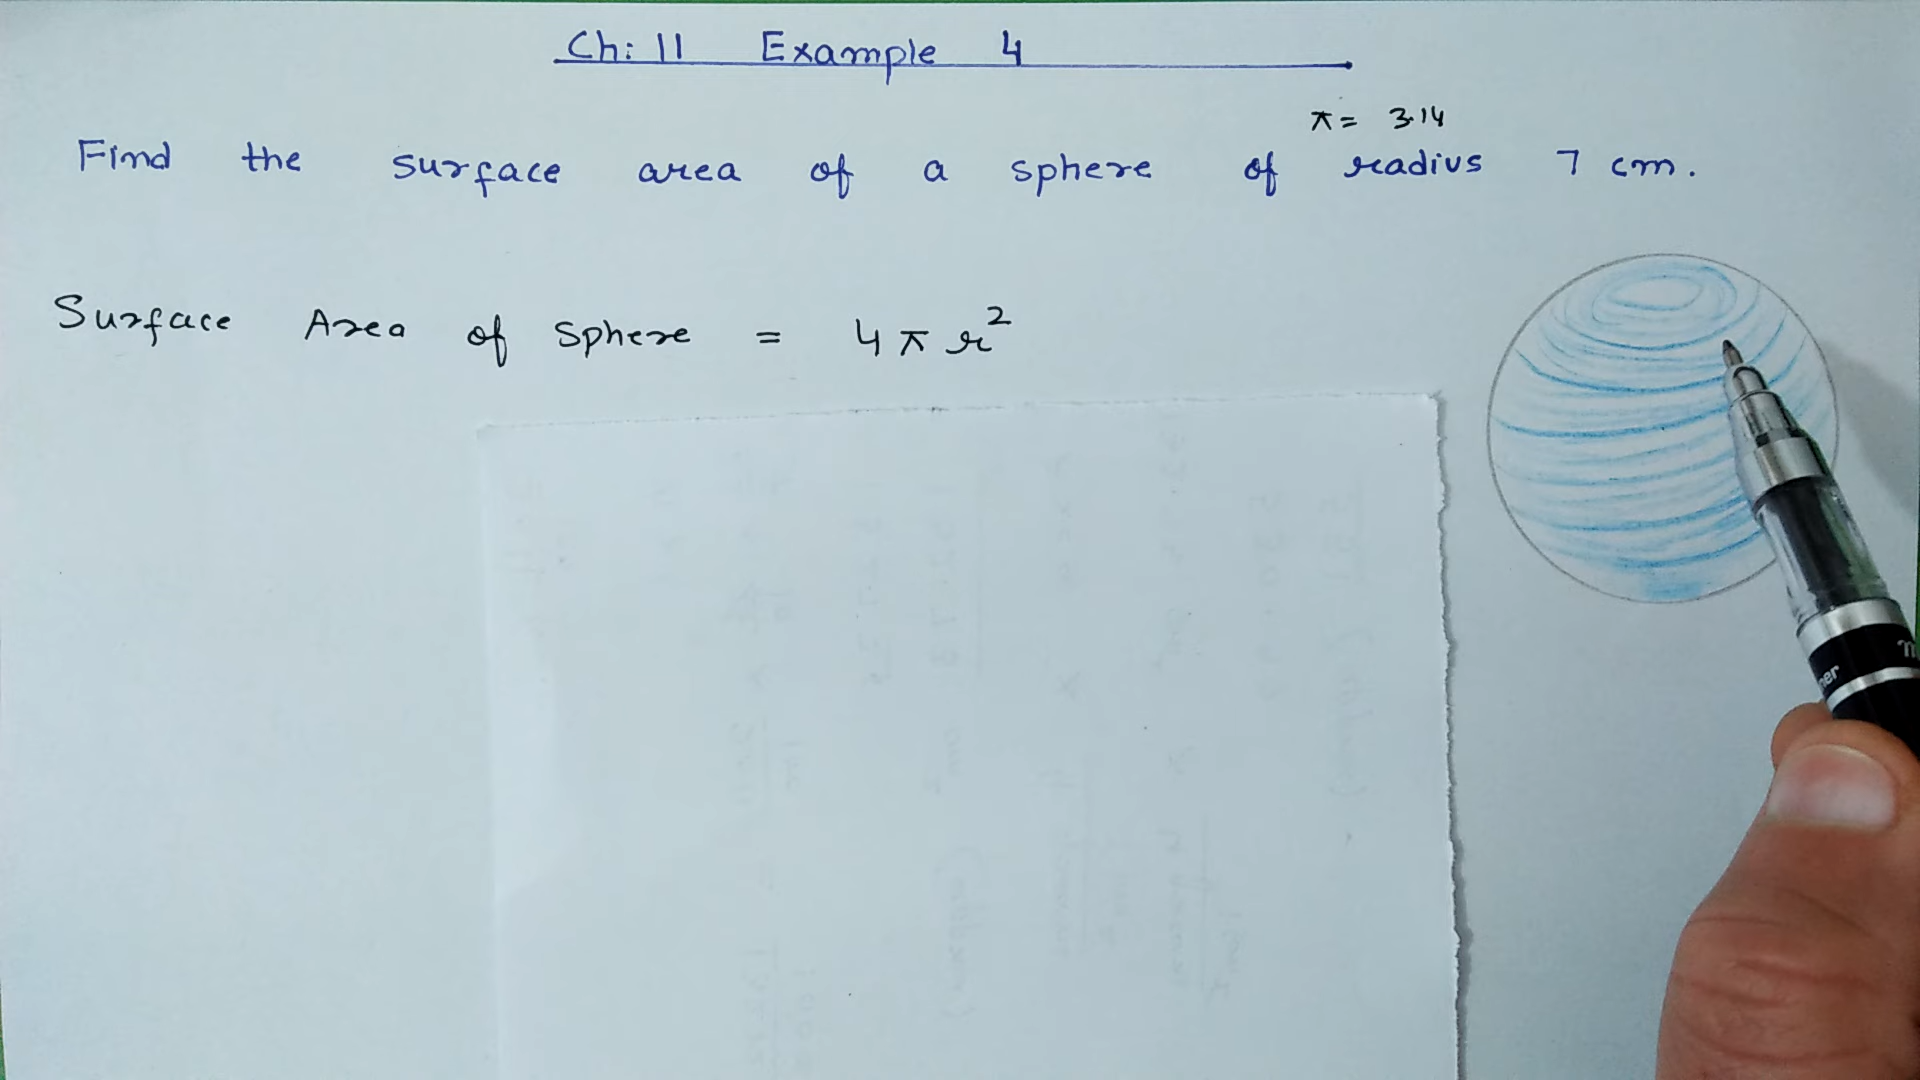 Ch: 11 Example 4
π = 3.14
Find the surface area of a sphere of radius 7 cm.
Surface Area of Sphere = 4πr²